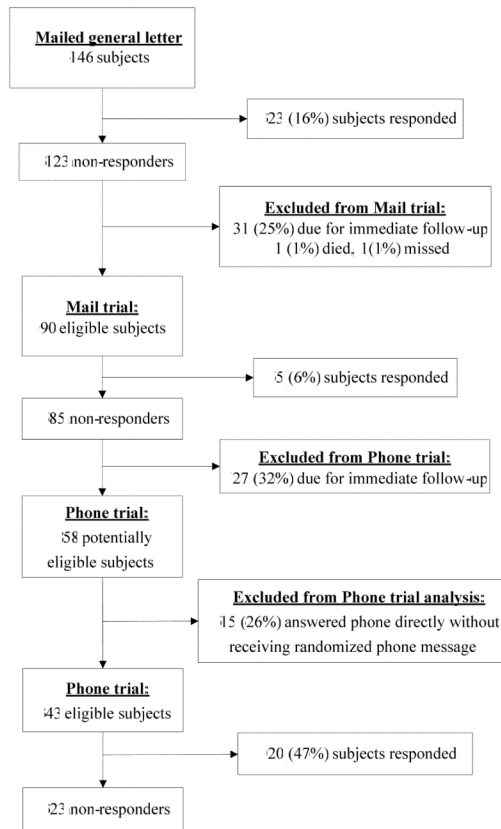 Mailed general letter
146 subjects
23 (16%) subjects responded
123 non-responders
Excluded from Mail trial:
31 (25%) due for immediate follow-up
1 (1%) died, 1(1%) missed
Mail trial:
90 eligible subjects
5 (6%) subjects responded
85 non-responders
Excluded from Phone trial:
27 (32%) due for immediate follow-up
Phone trial:
58 potentially
eligible subjects
Excluded from Phone trial analysis:
15 (26%) answered phone directly without
receiving randomized phone message
Phone trial:
43 eligible subjects
20 (47%) subjects responded
23 non-responders